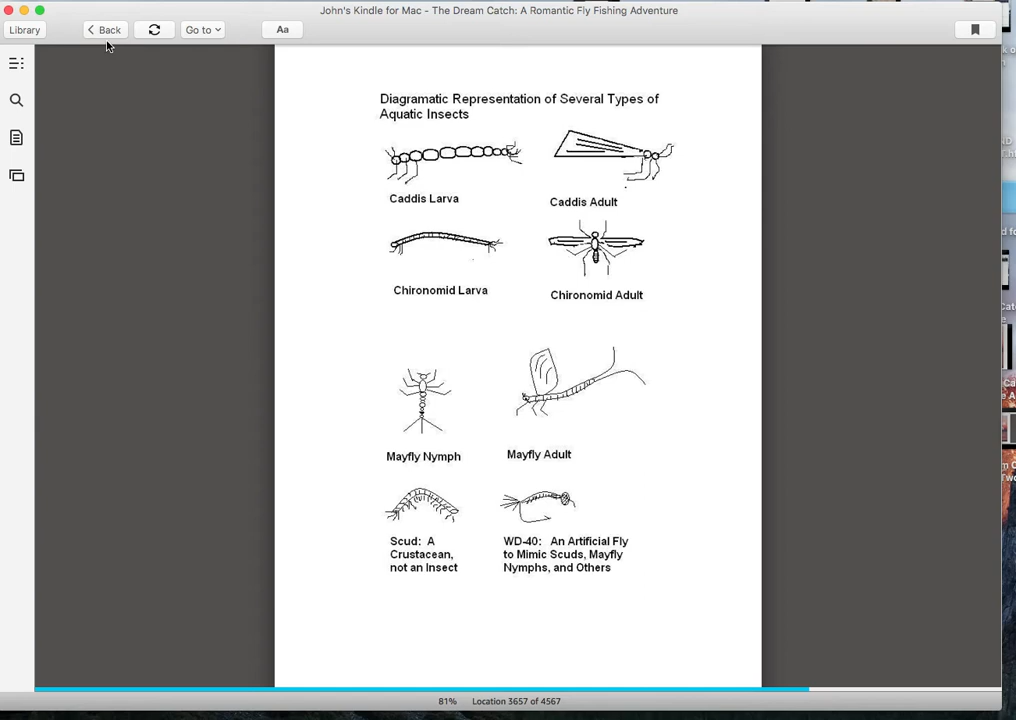 John's Kindle for Mac - The Dream Catch: A Romantic Fly Fishing Adventure
Library
Back
Go to
Aa
Diagramatic Representation of Several Types of
Aquatic Insects
Caddis Larva
Caddis Adult
Chironomid Larva
Chironomid Adult
Mayfly Nymph
Mayfly Adult
Scud: A
Crustacean,
not an Insect
WD-40: An Artificial Fly
to Mimic Scuds, Mayfly
Nymphs, and Others
81%
Location 3657 of 4567